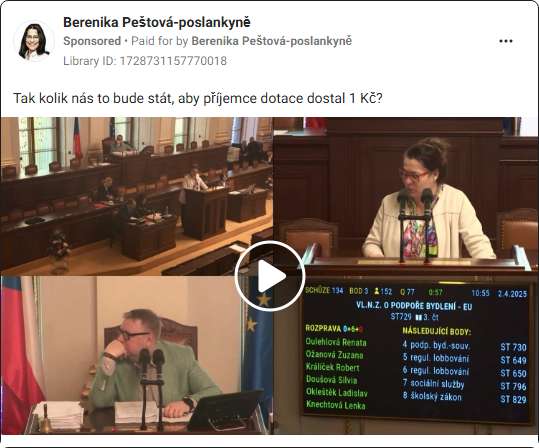 Berenika Peštová-poslankyně
Sponsored • Paid for by Berenika Peštová-poslankyně
Library ID: 1728731157770018
Tak kolik nás to bude stát, aby příjemce dotace dostal 1 Kč?
SCHŮZE 134 BOD 3 152 Q 77 0:57 10:55 2.4.2025
VL.N.Z. O PODPOŘE BYDLENÍ - EU
ST729 3. čt
ROZPRAVA 0+6+0 NÁSLEDUJÍCÍ BODY:
Oulehlová Renata 4 podp. byd.-souv. ST 730
Ožanová Zuzana 5 regul. lobbování ST 649
Králíček Robert 6 regul. lobbování ST 650
Doušová Silvia 7 sociální služby ST 796
Okleštěk Ladislav 8 školský zákon ST 829
Knechtová Lenka